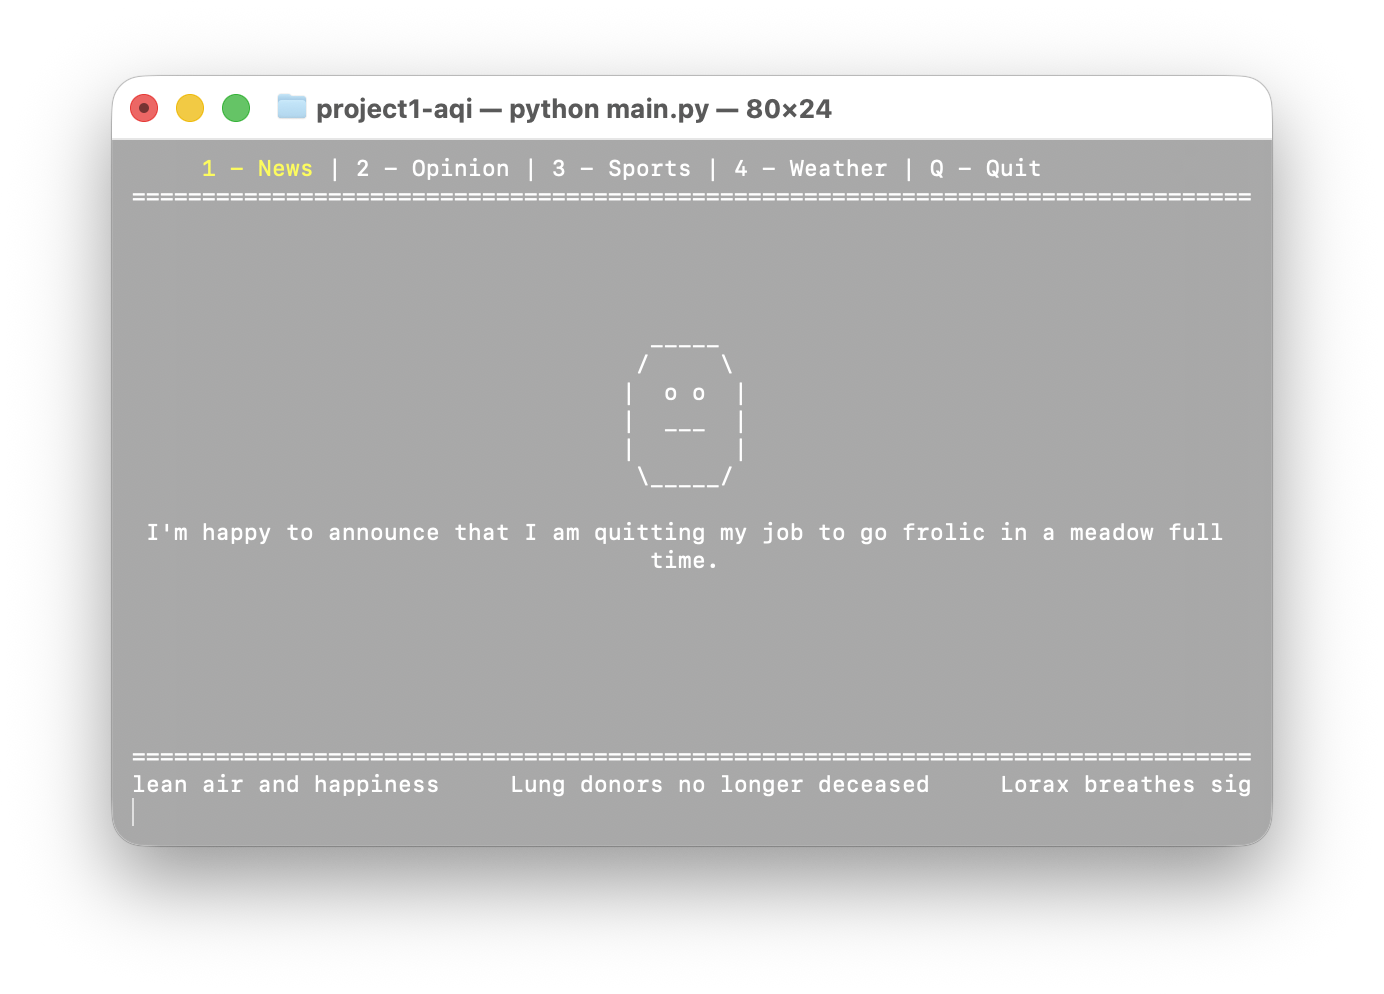 project1-aqi — python main.py — 80×24
1 – News | 2 – Opinion | 3 – Sports | 4 – Weather | Q – Quit
================================================================================
_____
/     \
|  o o  |
|  ___  |
|       |
\_____/
I'm happy to announce that I am quitting my job to go frolic in a meadow full
time.
================================================================================
lean air and happiness     Lung donors no longer deceased     Lorax breathes sig